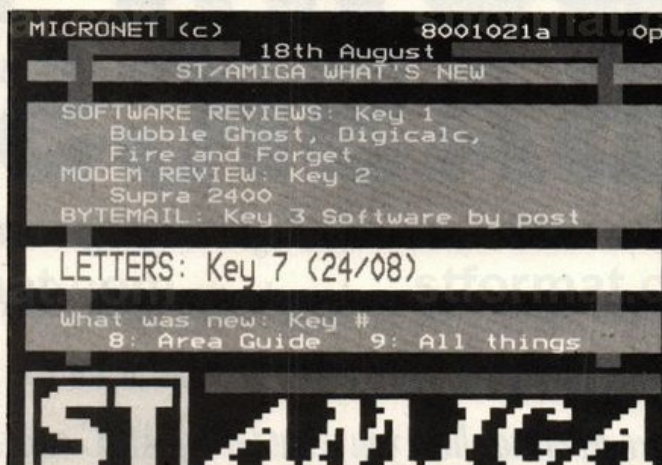 MICRONET (c) 8001021a 0p
18th August
ST/AMIGA WHAT'S NEW
SOFTWARE REVIEWS: Key 1
Bubble Ghost, Digicalc,
Fire and Forget
MODEM REVIEW: Key 2
Supra 2400
BYTEMAIL: Key 3 Software by post
LETTERS: Key 7 (24/08)
What was new: Key #
8: Area Guide 9: All things
ST AMIGA